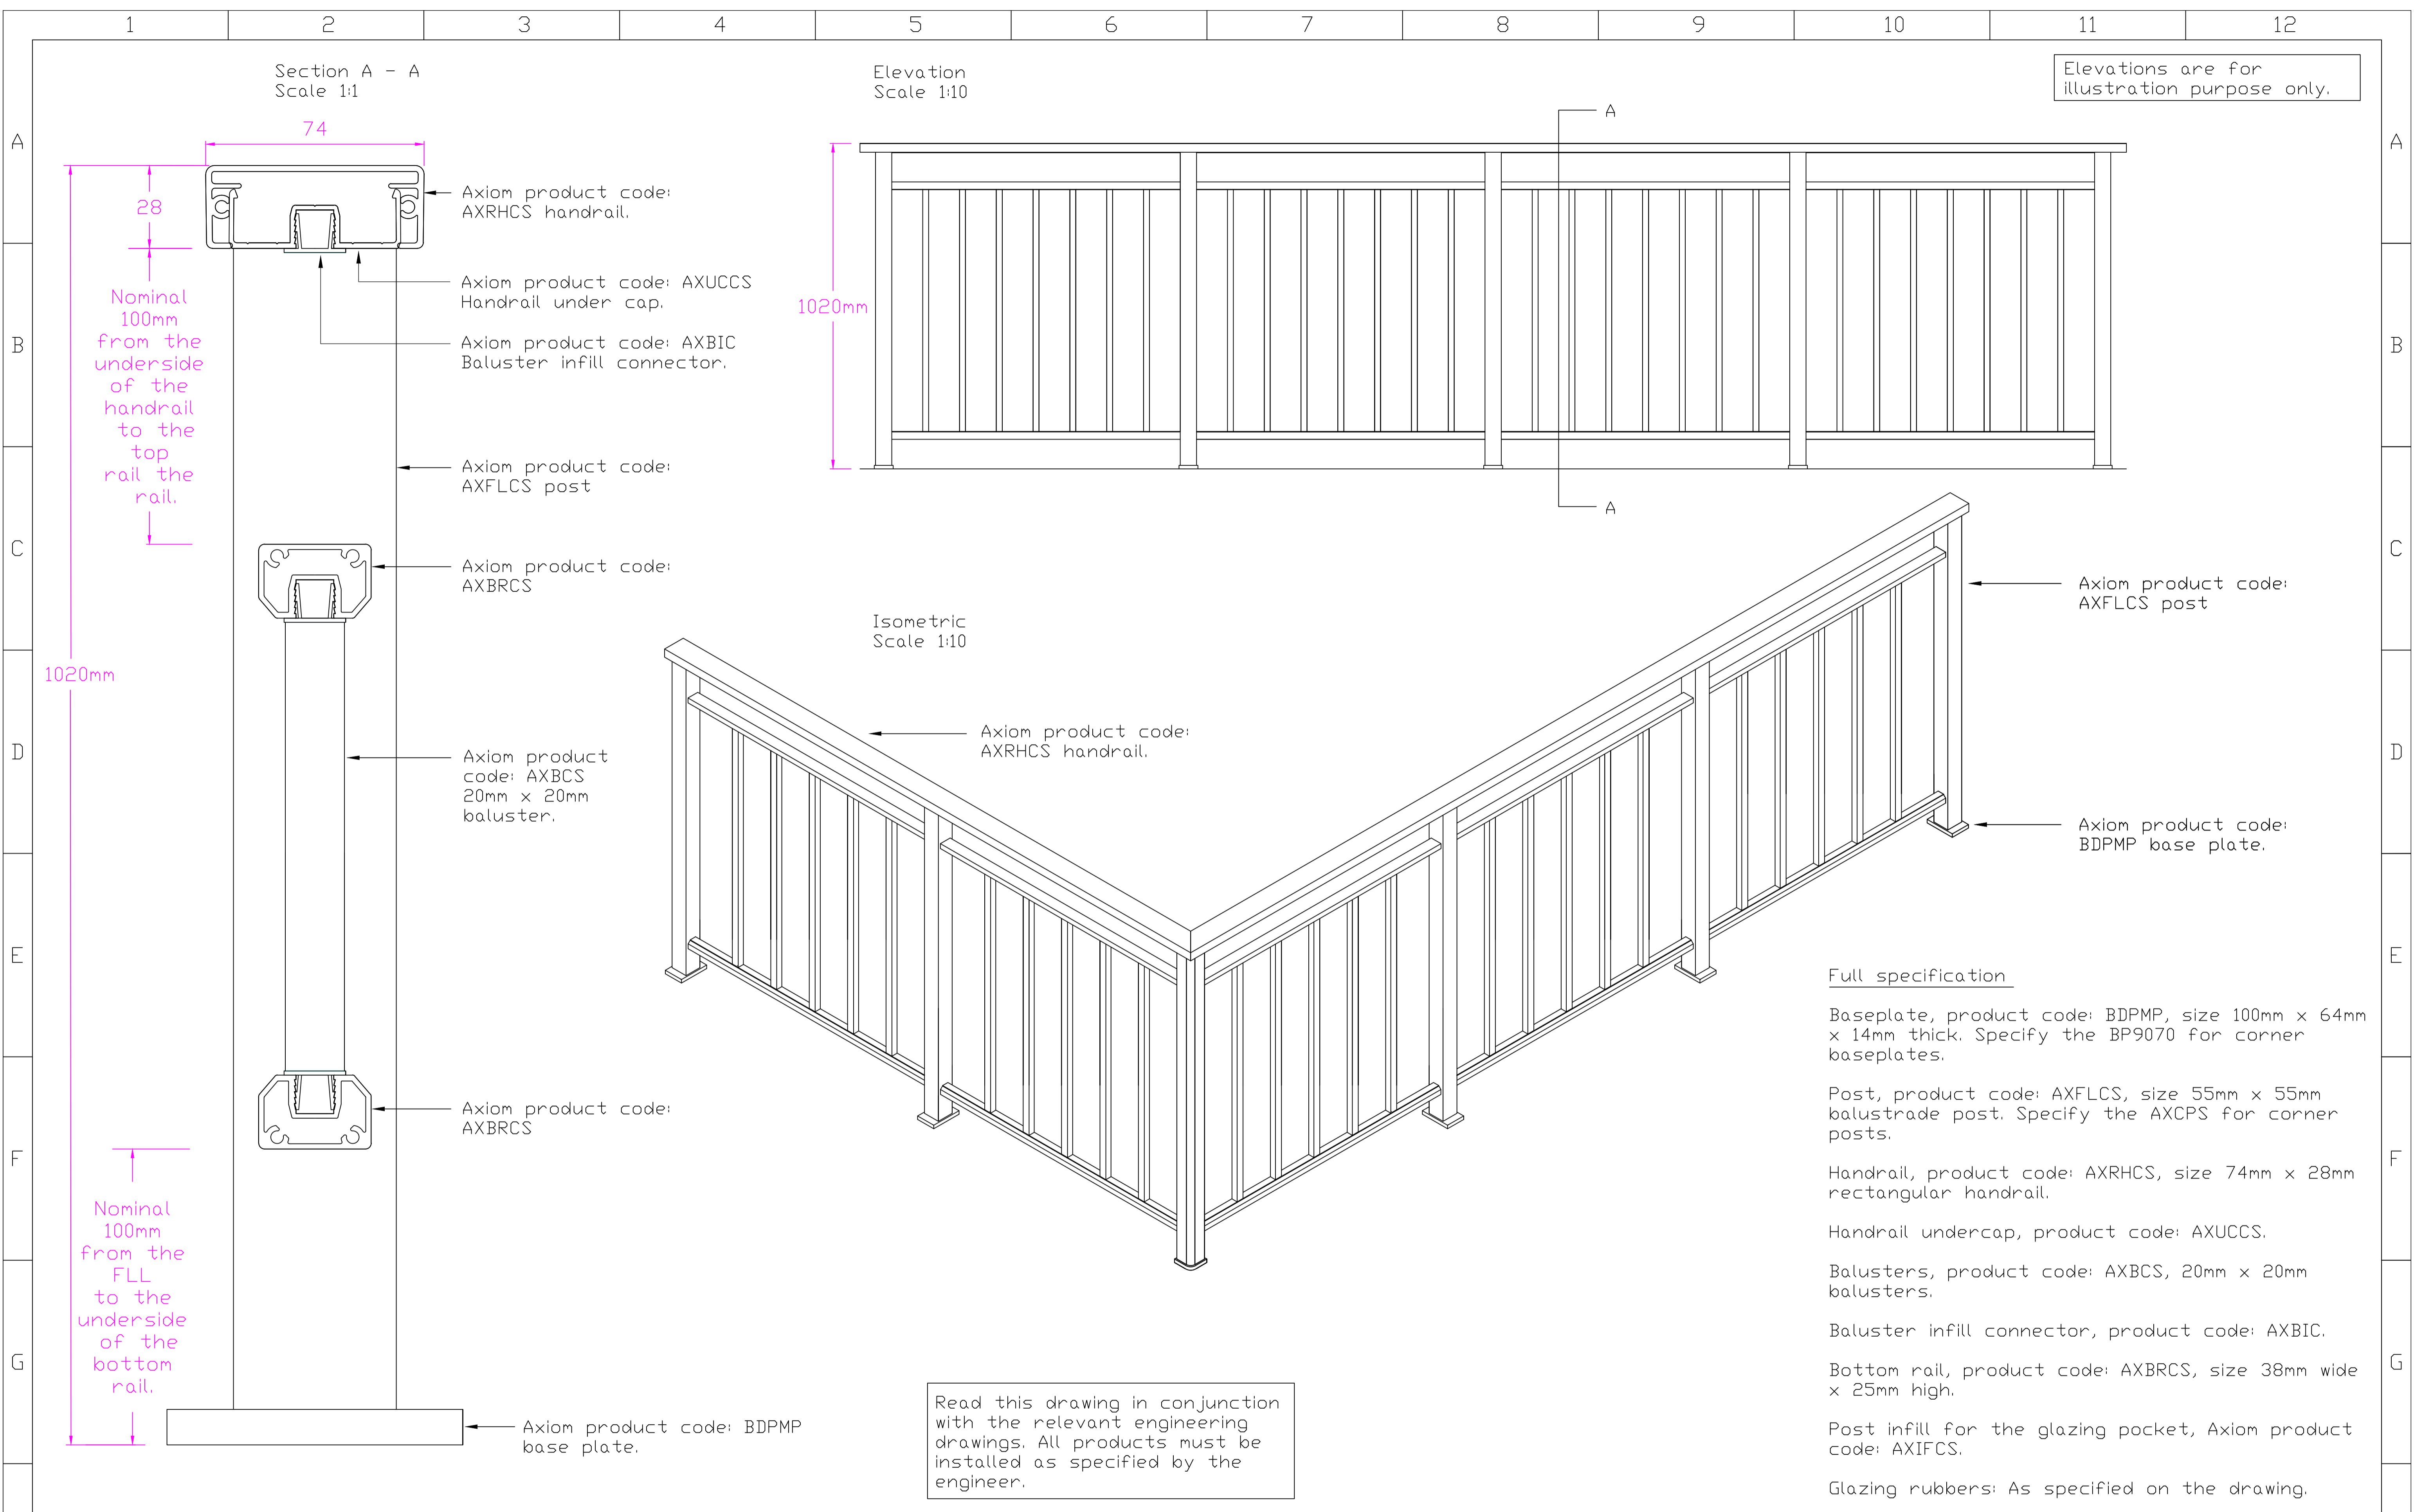 1 2 3 4 5 6 7 8 9 10 11 12
Section A - A
Scale 1:1
Elevation
Scale 1:10
Elevations are for
illustration purpose only.
A
B
C
D
E
F
G
A
B
C
D
E
F
G
74
28
1020mm
Nominal
100mm
from the
underside
of the
handrail
to the
top
rail the
rail.
Axiom product code:
AXRHCS handrail.
Axiom product code: AXUCCS
Handrail under cap.
Axiom product code: AXBIC
Baluster infill connector.
Axiom product code:
AXFLCS post
Axiom product code:
AXBRCS
Axiom product
code: AXBCS
20mm x 20mm
baluster.
Axiom product code:
AXBRCS
Nominal
100mm
from the
FLL
to the
underside
of the
bottom
rail.
Axiom product code: BDPMP
base plate.
A
1020mm
A
Isometric
Scale 1:10
Axiom product code:
AXRHCS handrail.
Axiom product code:
AXFLCS post
Axiom product code:
BDPMP base plate.
Read this drawing in conjunction
with the relevant engineering
drawings. All products must be
installed as specified by the
engineer.
Full specification
Baseplate, product code: BDPMP, size 100mm x 64mm
x 14mm thick. Specify the BP9070 for corner
baseplates.
Post, product code: AXFLCS, size 55mm x 55mm
balustrade post. Specify the AXCPS for corner
posts.
Handrail, product code: AXRHCS, size 74mm x 28mm
rectangular handrail.
Handrail undercap, product code: AXUCCS.
Balusters, product code: AXBCS, 20mm x 20mm
balusters.
Baluster infill connector, product code: AXBIC.
Bottom rail, product code: AXBRCS, size 38mm wide
x 25mm high.
Post infill for the glazing pocket, Axiom product
code: AXIFCS.
Glazing rubbers: As specified on the drawing.